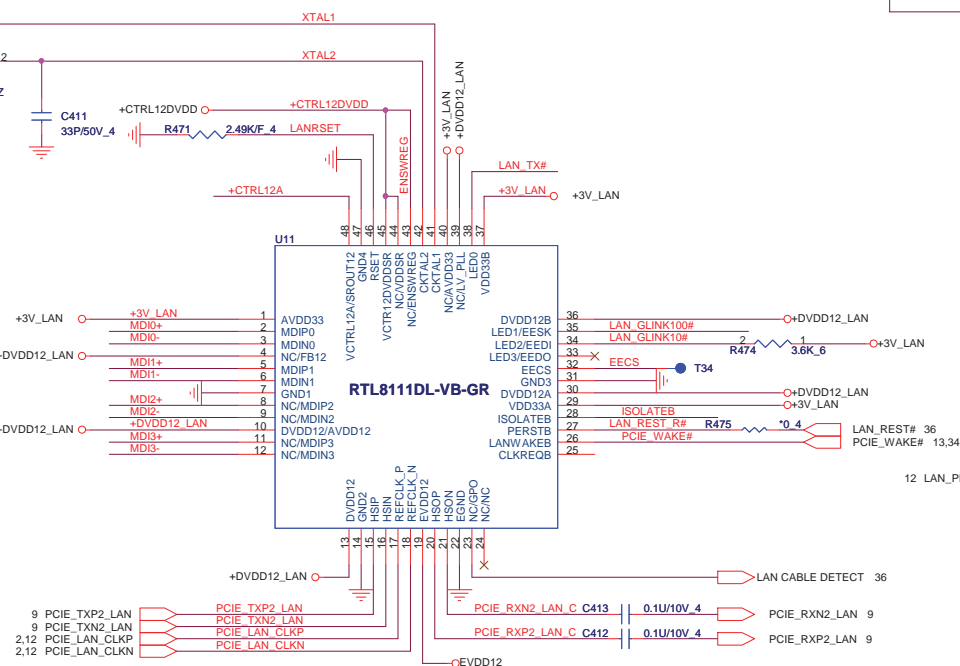 XTAL1
2
XTAL2
Z
C411
33P/50V_4
+CTRL12DVDD
+CTRL12DVDD
R471
2.49K/F_4
LANRSET
ENSWREG
+3V_LAN
+DVDD12_LAN
LAN_TX#
+CTRL12A
+3V_LAN
+3V_LAN
U11
48
47
46
45
44
43
42
41
40
39
38
37
VCTRL12A/SROUT12
GND4
RSET
VCTR12DVDDSR
NC/VDDSR
NC/ENSWREG
CKTAL2
CKTAL1
NC/AVDD33
NC/LV_PLL
LED0
VDD33B
+3V_LAN
+3V_LAN
1
AVDD33
MDI0+
2
MDIP0
MDI0-
3
MDIN0
-DVDD12_LAN
4
NC/FB12
MDI1+
5
MDIP1
MDI1-
6
MDIN1
7
GND1
MDI2+
8
NC/MDIP2
MDI2-
9
NC/MDIN2
-DVDD12_LAN
+DVDD12_LAN
10
DVDD12/AVDD12
MDI3+
11
NC/MDIP3
MDI3-
12
NC/MDIN3
RTL8111DL-VB-GR
DVDD12B
36
+DVDD12_LAN
LED1/EESK
35
LAN_GLINK100#
LED2/EEDI
34
LAN_GLINK10#
2
R474
1
3.6K_6
+3V_LAN
LED3/EEDO
33
EECS
32
EECS
T34
GND3
31
DVDD12A
30
+DVDD12_LAN
VDD33A
29
+3V_LAN
ISOLATEB
28
ISOLATEB
PERSTB
27
LAN_REST_R#
R475
*0_4
LAN_REST# 36
LANWAKEB
26
PCIE_WAKE#
PCIE_WAKE# 13,34
CLKREQB
25
12 LAN_P
DVDD12
GND2
HSIP
HSIN
REFCLK_P
REFCLK_N
EVDD12
HSOP
HSON
EGND
NC/GPO
NC/NC
13
14
15
16
17
18
19
20
21
22
23
24
+DVDD12_LAN
LAN CABLE DETECT 36
9 PCIE_TXP2_LAN
PCIE_TXP2_LAN
9 PCIE_TXN2_LAN
PCIE_TXN2_LAN
2,12 PCIE_LAN_CLKP
PCIE_LAN_CLKP
2,12 PCIE_LAN_CLKN
PCIE_LAN_CLKN
PCIE_RXN2_LAN_C
C413
0.1U/10V_4
PCIE_RXN2_LAN 9
PCIE_RXP2_LAN_C
C412
0.1U/10V_4
PCIE_RXP2_LAN 9
EVDD12